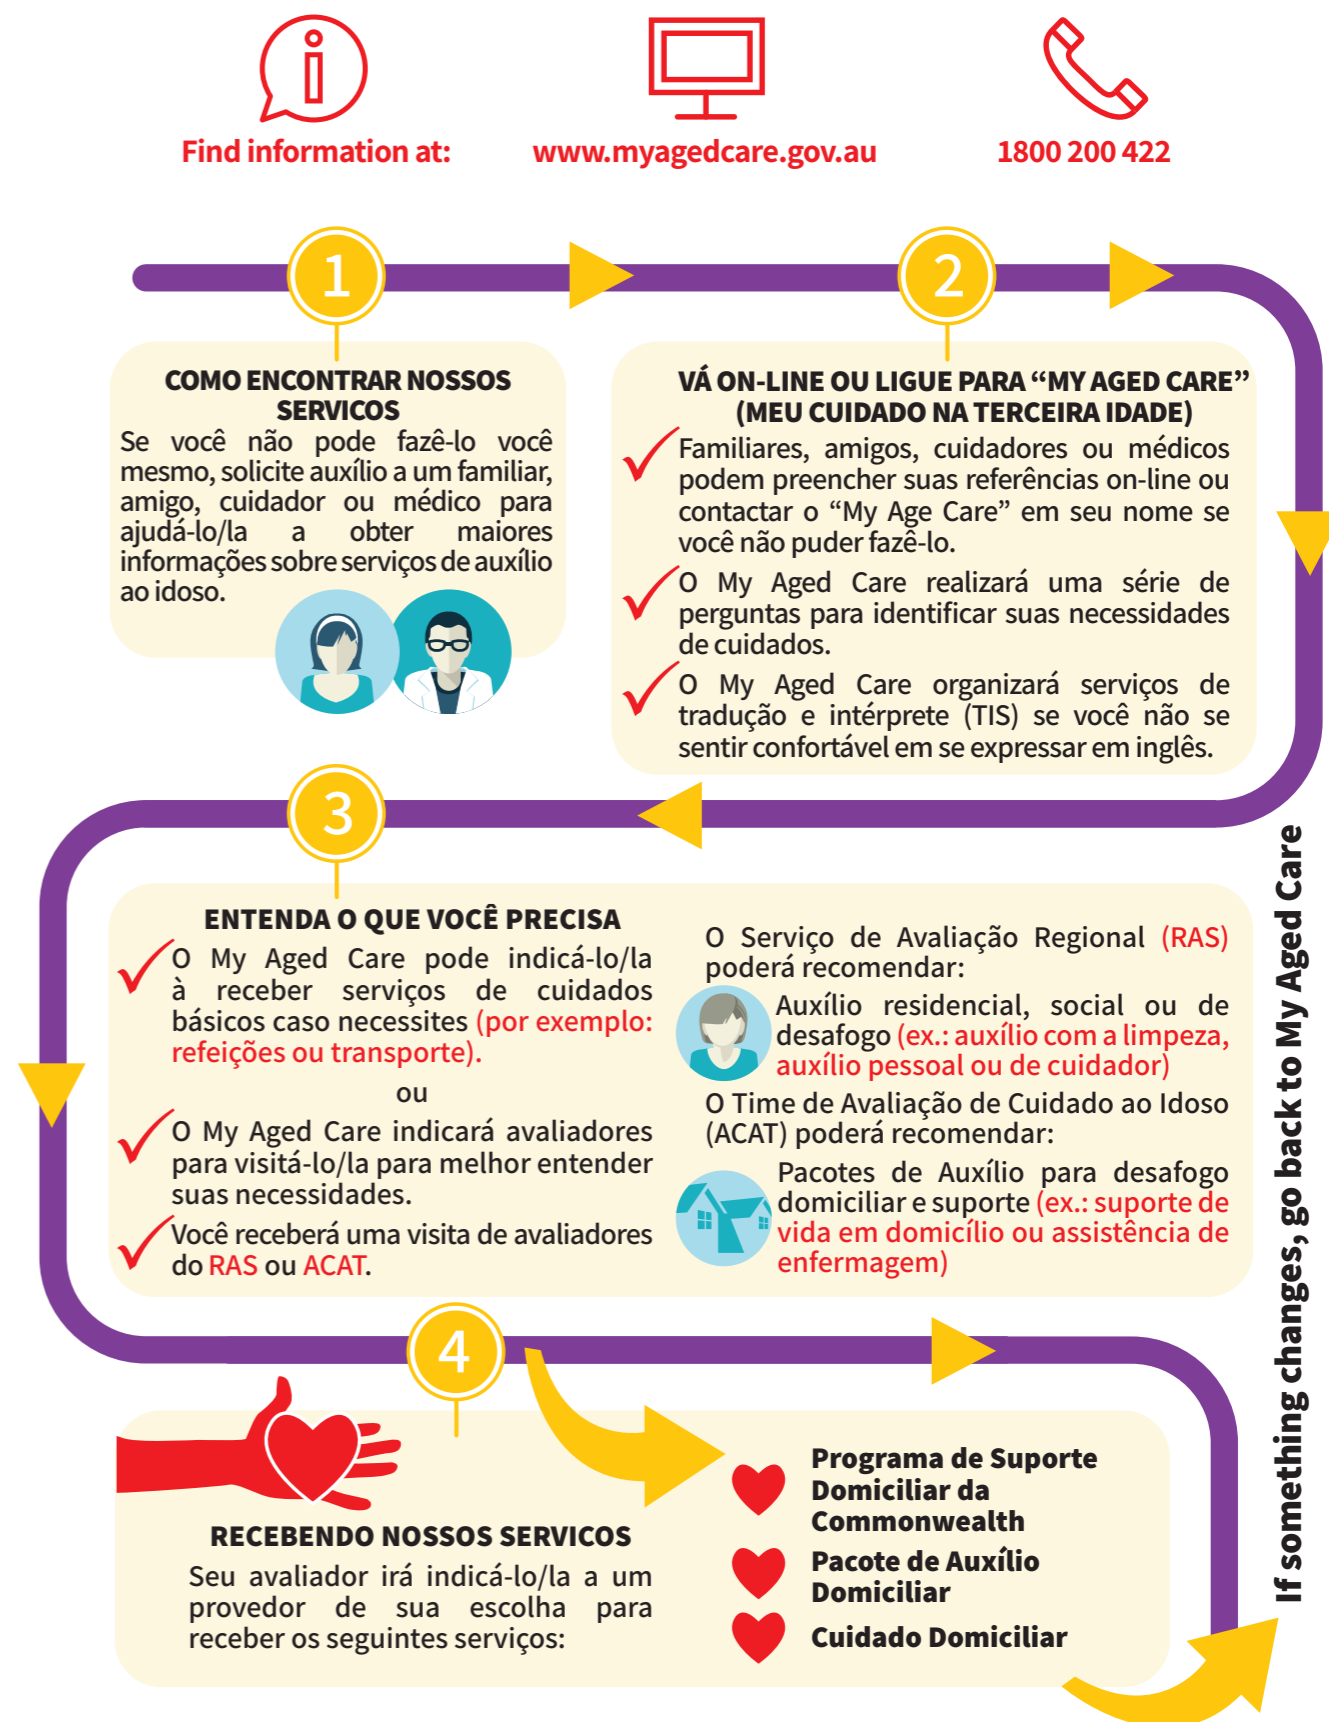 Find information at:
www.myagedcare.gov.au
1800 200 422
1
2
COMO ENCONTRAR NOSSOS
SERVICOS
Se você não pode fazê-lo você
mesmo, solicite auxílio a um familiar,
amigo, cuidador ou médico para
ajudá-lo/la a obter maiores
informações sobre serviços de auxílio
ao idoso.
VÁ ON-LINE OU LIGUE PARA “MY AGED CARE”
(MEU CUIDADO NA TERCEIRA IDADE)
Familiares, amigos, cuidadores ou médicos
podem preencher suas referências on-line ou
contactar o “My Age Care” em seu nome se
você não puder fazê-lo.
O My Aged Care realizará uma série de
perguntas para identificar suas necessidades
de cuidados.
O My Aged Care organizará serviços de
tradução e intérprete (TIS) se você não se
sentir confortável em se expressar em inglês.
3
ENTENDA O QUE VOCÊ PRECISA
O My Aged Care pode indicá-lo/la
à receber serviços de cuidados
básicos caso necessites (por exemplo:
refeições ou transporte).
ou
O My Aged Care indicará avaliadores
para visitá-lo/la para melhor entender
suas necessidades.
Você receberá uma visita de avaliadores
do RAS ou ACAT.
O Serviço de Avaliação Regional (RAS)
poderá recomendar:
Auxílio residencial, social ou de
desafogo (ex.: auxílio com a limpeza,
auxílio pessoal ou de cuidador)
O Time de Avaliação de Cuidado ao Idoso
(ACAT) poderá recomendar:
Pacotes de Auxílio para desafogo
domiciliar e suporte (ex.: suporte de
vida em domicílio ou assistência de
enfermagem)
4
RECEBENDO NOSSOS SERVICOS
Seu avaliador irá indicá-lo/la a um
provedor de sua escolha para
receber os seguintes serviços:
Programa de Suporte
Domiciliar da
Commonwealth
Pacote de Auxílio
Domiciliar
Cuidado Domiciliar
If something changes, go back to My Aged Care